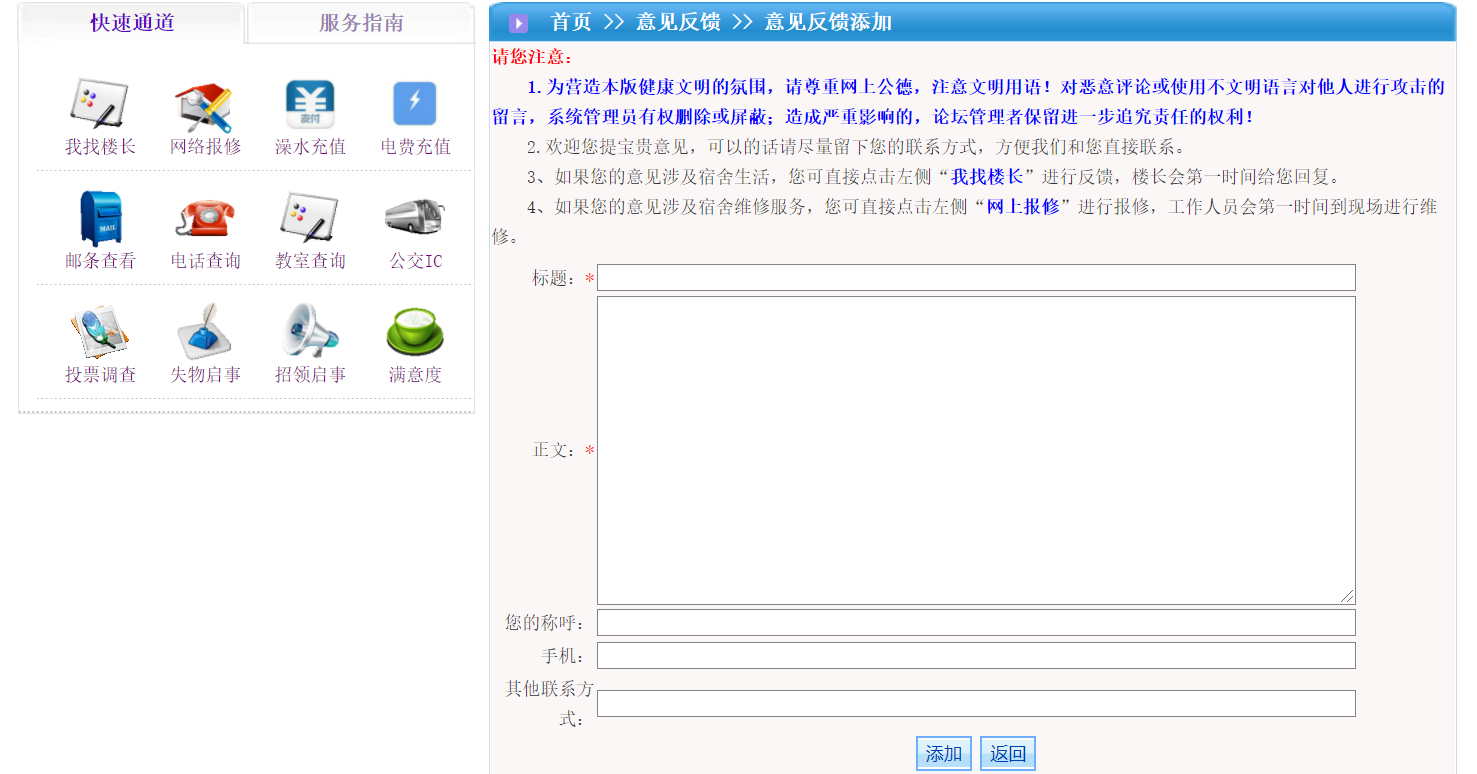 快速通道 服务指南
支付
我找楼长 网络报修 澡水充值 电费充值
MAIL
邮条查看 电话查询 教室查询 公交IC
投票调查 失物启事 招领启事 满意度
首页 >> 意见反馈 >> 意见反馈添加
请您注意：
1.为营造本版健康文明的氛围，请尊重网上公德，注意文明用语！对恶意评论或使用不文明语言对他人进行攻击的
留言，系统管理员有权删除或屏蔽；造成严重影响的，论坛管理者保留进一步追究责任的权利！
2.欢迎您提宝贵意见，可以的话请尽量留下您的联系方式，方便我们和您直接联系。
3、如果您的意见涉及宿舍生活，您可直接点击左侧“我找楼长”进行反馈，楼长会第一时间给您回复。
4、如果您的意见涉及宿舍维修服务，您可直接点击左侧“网上报修”进行报修，工作人员会第一时间到现场进行维
修。
标题：*
正文：*
您的称呼：
手机：
其他联系方
式：
添加 返回